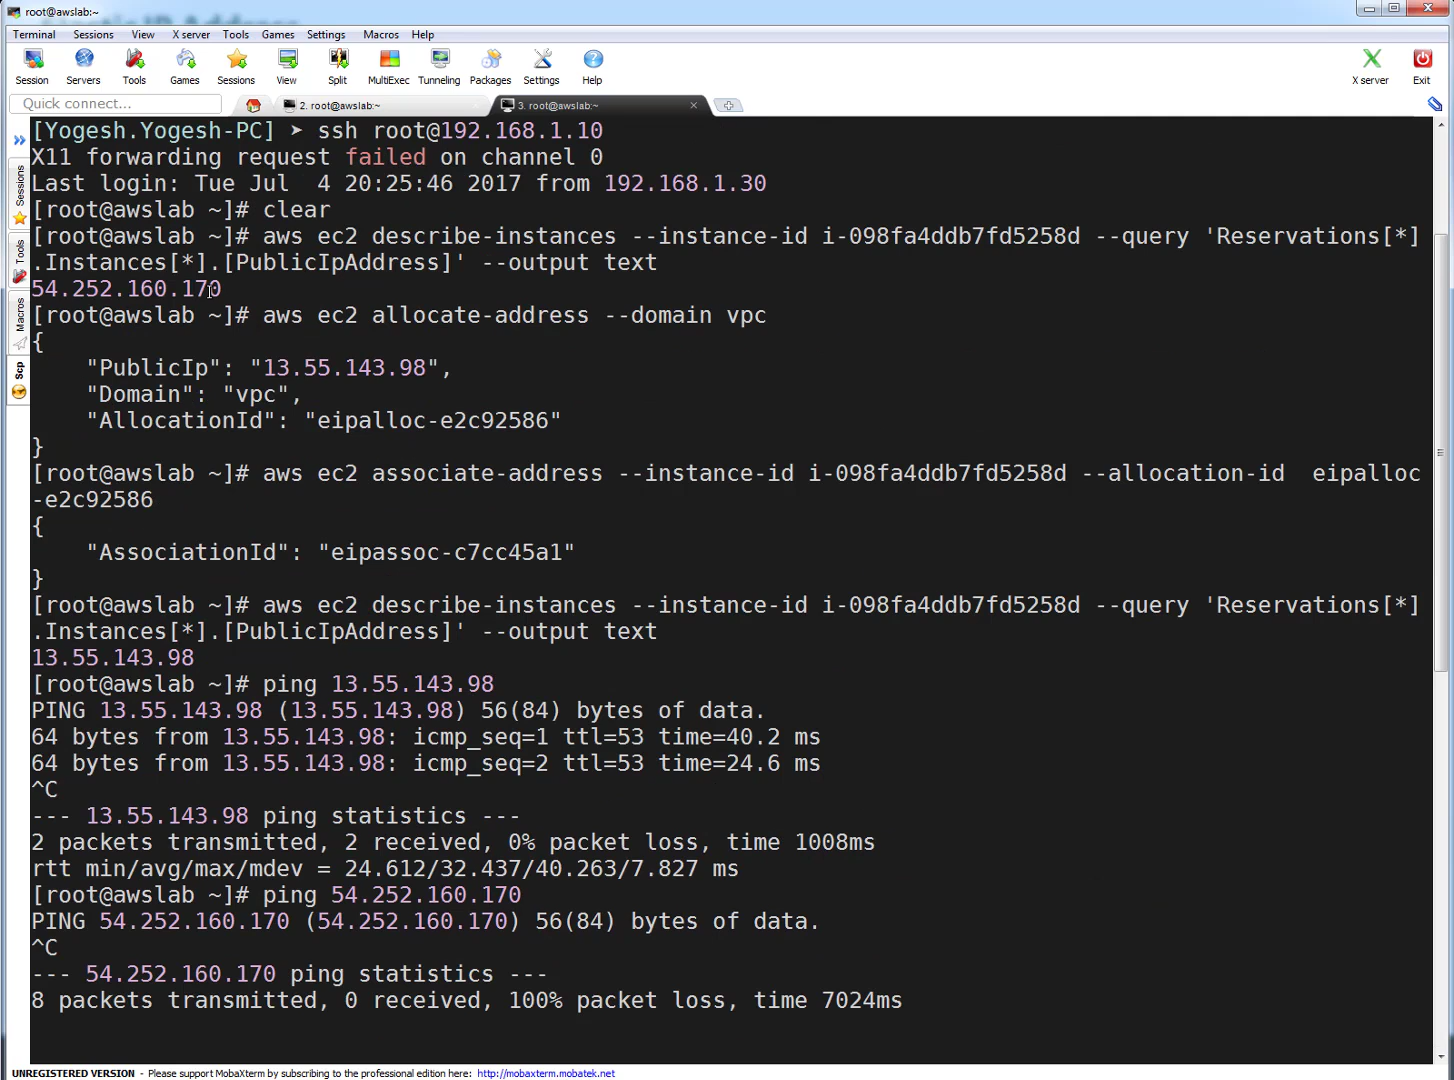 root@awslab:~
Terminal Sessions View X server Tools Games Settings Macros Help
Session Servers Tools Games Sessions View Split MultiExec Tunneling Packages Settings Help X server Exit
Quick connect... 2. root@awslab:~ 3. root@awslab:~
Sessions
Tools
Macros
Scp
[Yogesh.Yogesh-PC] ➤ ssh root@192.168.1.10
X11 forwarding request failed on channel 0
Last login: Tue Jul  4 20:25:46 2017 from 192.168.1.30
[root@awslab ~]# clear
[root@awslab ~]# aws ec2 describe-instances --instance-id i-098fa4ddb7fd5258d --query 'Reservations[*]
.Instances[*].[PublicIpAddress]' --output text
54.252.160.170
[root@awslab ~]# aws ec2 allocate-address --domain vpc
{
    "PublicIp": "13.55.143.98",
    "Domain": "vpc",
    "AllocationId": "eipalloc-e2c92586"
}
[root@awslab ~]# aws ec2 associate-address --instance-id i-098fa4ddb7fd5258d --allocation-id  eipalloc
-e2c92586
{
    "AssociationId": "eipassoc-c7cc45a1"
}
[root@awslab ~]# aws ec2 describe-instances --instance-id i-098fa4ddb7fd5258d --query 'Reservations[*]
.Instances[*].[PublicIpAddress]' --output text
13.55.143.98
[root@awslab ~]# ping 13.55.143.98
PING 13.55.143.98 (13.55.143.98) 56(84) bytes of data.
64 bytes from 13.55.143.98: icmp_seq=1 ttl=53 time=40.2 ms
64 bytes from 13.55.143.98: icmp_seq=2 ttl=53 time=24.6 ms
^C
--- 13.55.143.98 ping statistics ---
2 packets transmitted, 2 received, 0% packet loss, time 1008ms
rtt min/avg/max/mdev = 24.612/32.437/40.263/7.827 ms
[root@awslab ~]# ping 54.252.160.170
PING 54.252.160.170 (54.252.160.170) 56(84) bytes of data.
^C
--- 54.252.160.170 ping statistics ---
8 packets transmitted, 0 received, 100% packet loss, time 7024ms
UNREGISTERED VERSION - Please support MobaXterm by subscribing to the professional edition here: http://mobaxterm.mobatek.net